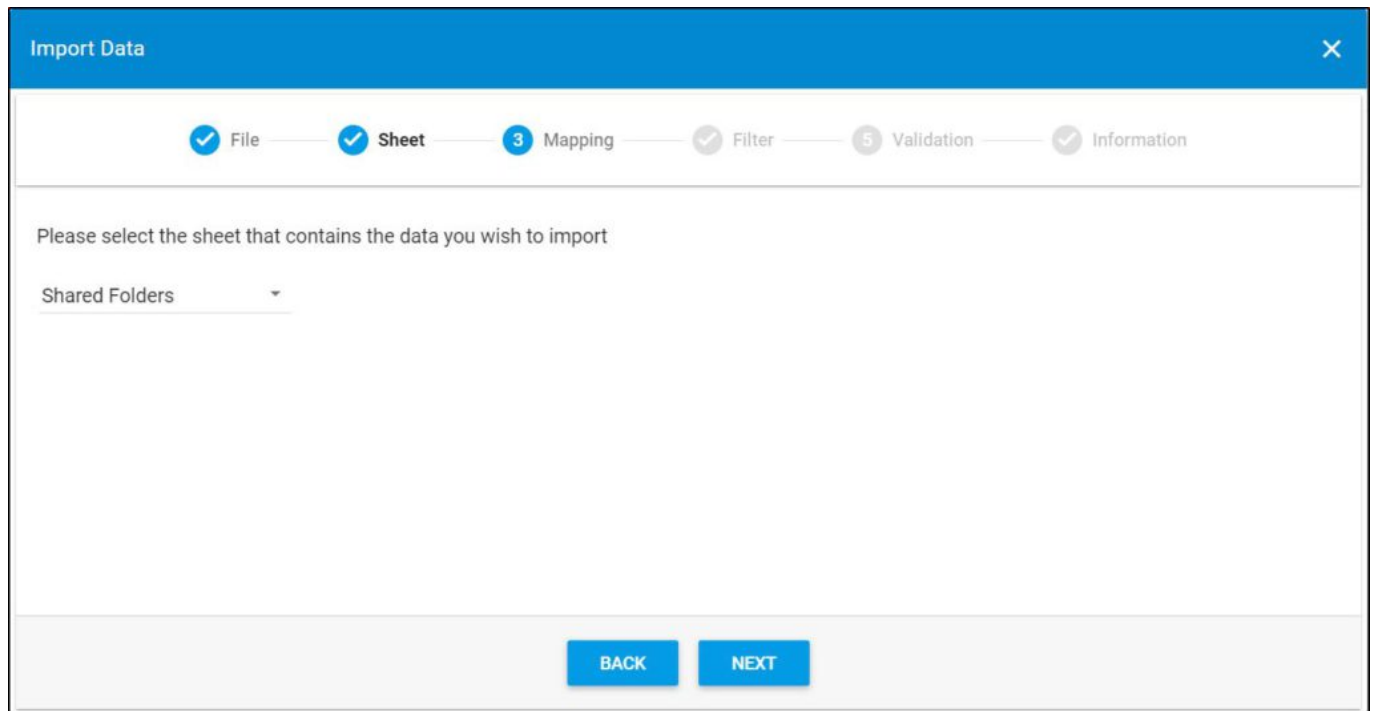 Import Data
File Sheet 3 Mapping Filter 5 Validation Information
Please select the sheet that contains the data you wish to import
Shared Folders
BACK NEXT